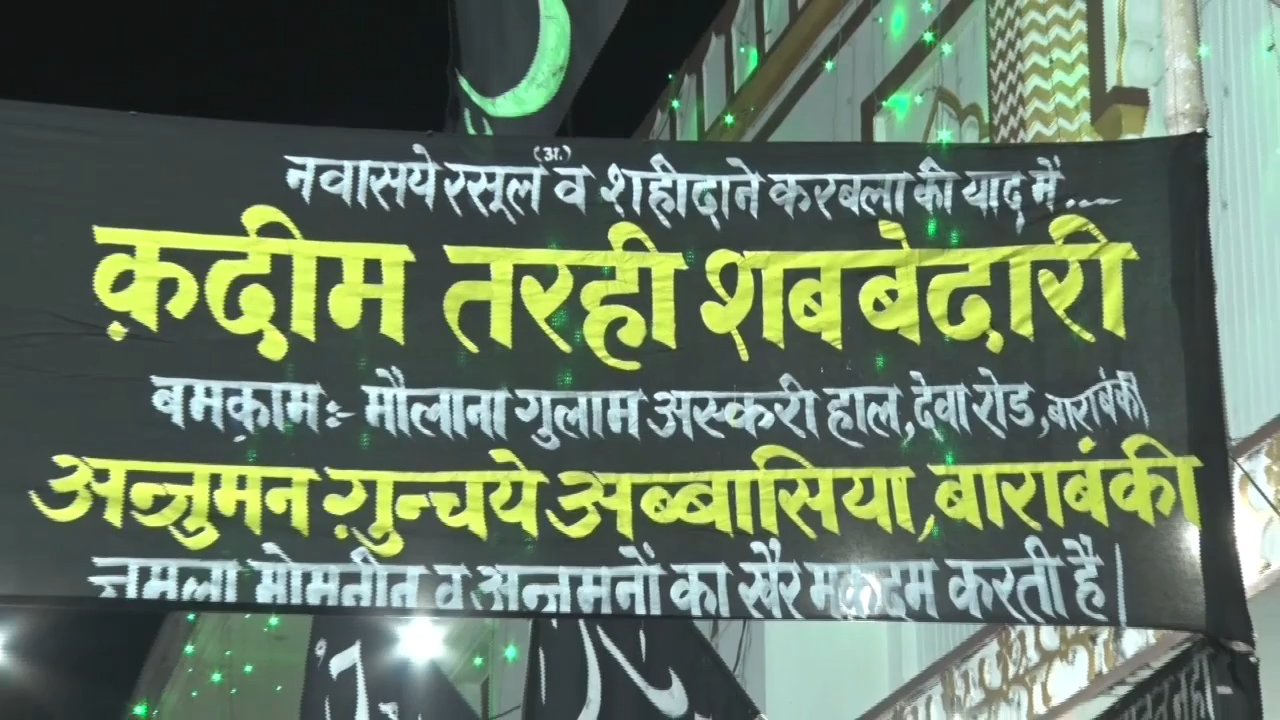 नवासये रसूल (अ.) व शहीदाने करबला की याद में....
क़दीम तरही शबबेदारी
बमक़ाम:- मौलाना गुलाम अस्करी हाल, देवा रोड, बाराबंकी
अन्जुमन ग़ुन्चये अब्बासिया, बाराबंकी
जुमला मोमनीन व अन्जुमनों का ख़ैर मक़दम करती है|